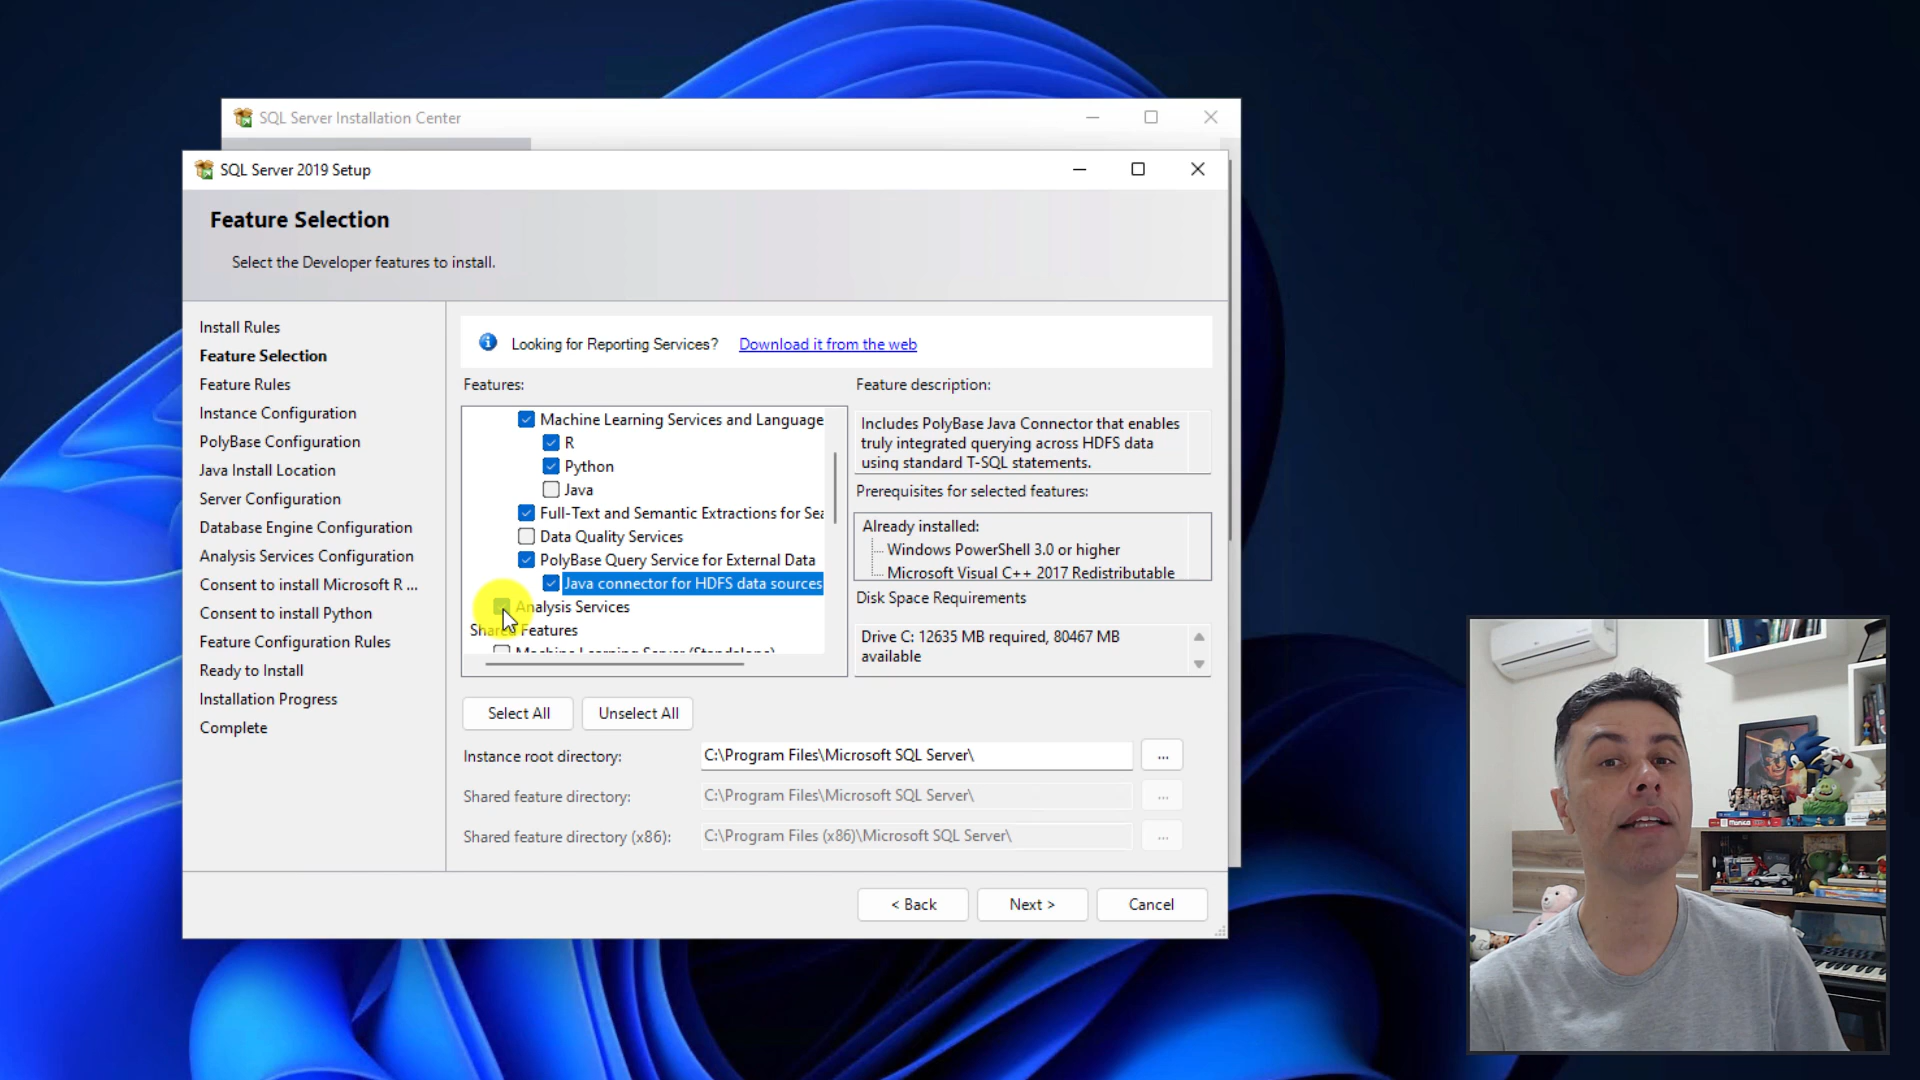 SQL Server Installation Center
SQL Server 2019 Setup
Feature Selection
Select the Developer features to install.
Install Rules
Feature Selection
Feature Rules
Instance Configuration
PolyBase Configuration
Java Install Location
Server Configuration
Database Engine Configuration
Analysis Services Configuration
Consent to install Microsoft R ...
Consent to install Python
Feature Configuration Rules
Ready to Install
Installation Progress
Complete
Looking for Reporting Services? Download it from the web
Features:
Machine Learning Services and Language
R
Python
Java
Full-Text and Semantic Extractions for Sea
Data Quality Services
PolyBase Query Service for External Data
Java connector for HDFS data sources
Analysis Services
Shared Features
Machine Learning Server (Standalone)
Feature description:
Includes PolyBase Java Connector that enables
truly integrated querying across HDFS data
using standard T-SQL statements.
Prerequisites for selected features:
Already installed:
Windows PowerShell 3.0 or higher
Microsoft Visual C++ 2017 Redistributable
Disk Space Requirements
Drive C: 12635 MB required, 80467 MB
available
Select All
Unselect All
Instance root directory: C:\Program Files\Microsoft SQL Server\ ...
Shared feature directory: C:\Program Files\Microsoft SQL Server\ ...
Shared feature directory (x86): C:\Program Files (x86)\Microsoft SQL Server\ ...
< Back
Next >
Cancel